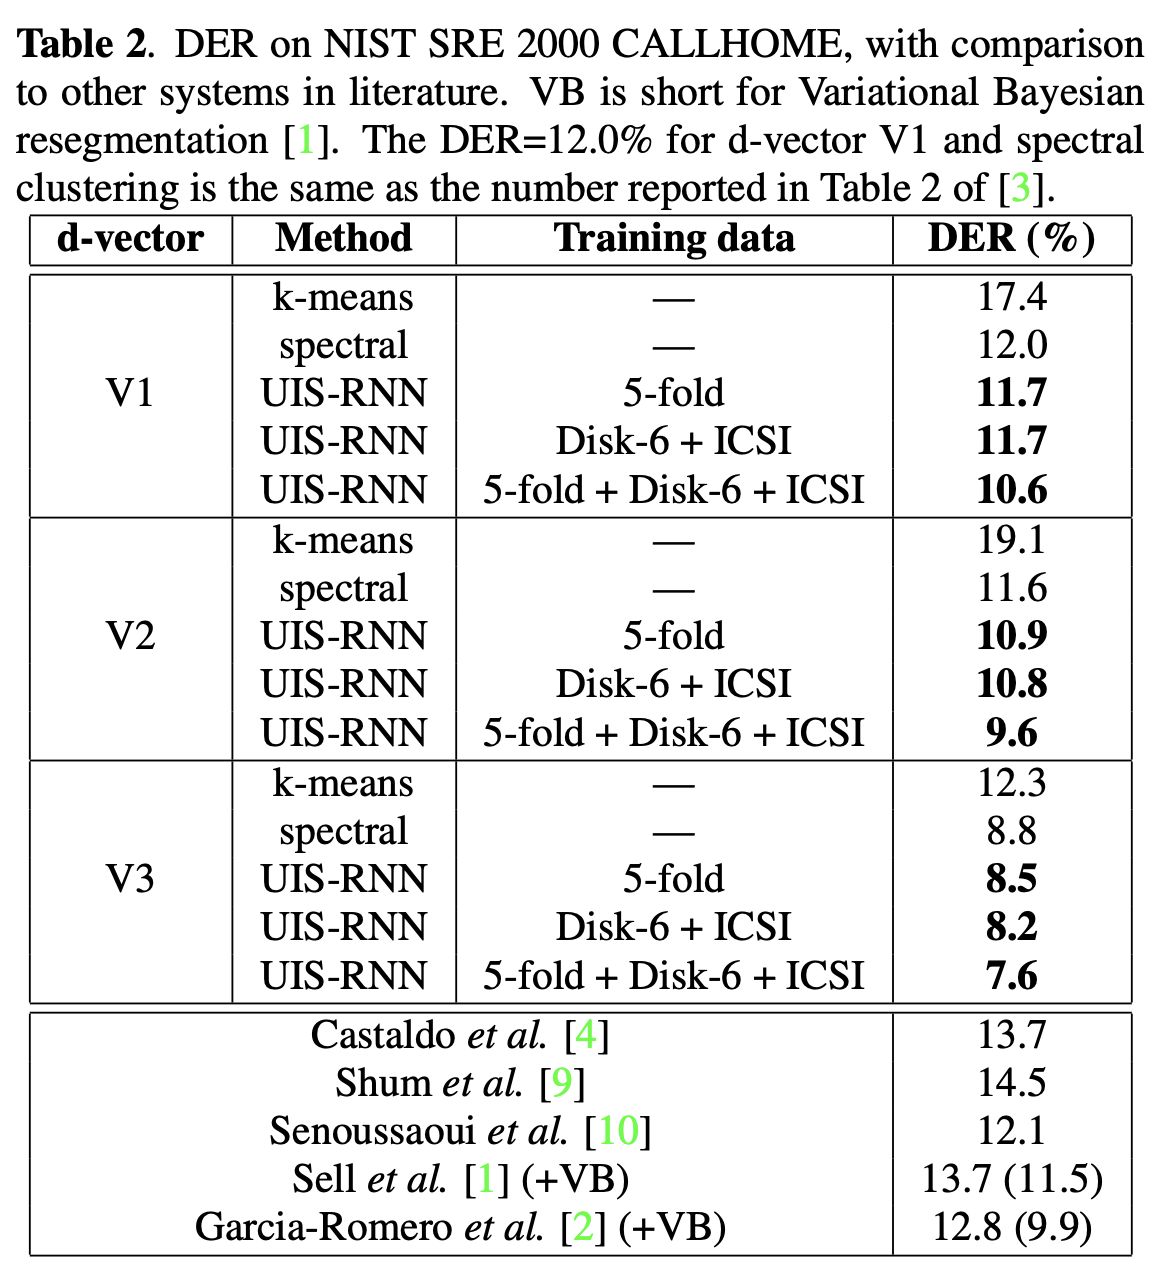 Table 2. DER on NIST SRE 2000 CALLHOME, with comparison
to other systems in literature. VB is short for Variational Bayesian
resegmentation [1]. The DER=12.0% for d-vector V1 and spectral
clustering is the same as the number reported in Table 2 of [3].
d-vector Method Training data DER (%)
k-means — 17.4
spectral — 12.0
V1 UIS-RNN 5-fold 11.7
UIS-RNN Disk-6 + ICSI 11.7
UIS-RNN 5-fold + Disk-6 + ICSI 10.6
k-means — 19.1
spectral — 11.6
V2 UIS-RNN 5-fold 10.9
UIS-RNN Disk-6 + ICSI 10.8
UIS-RNN 5-fold + Disk-6 + ICSI 9.6
k-means — 12.3
spectral — 8.8
V3 UIS-RNN 5-fold 8.5
UIS-RNN Disk-6 + ICSI 8.2
UIS-RNN 5-fold + Disk-6 + ICSI 7.6
Castaldo et al. [4] 13.7
Shum et al. [9] 14.5
Senoussaoui et al. [10] 12.1
Sell et al. [1] (+VB) 13.7 (11.5)
Garcia-Romero et al. [2] (+VB) 12.8 (9.9)